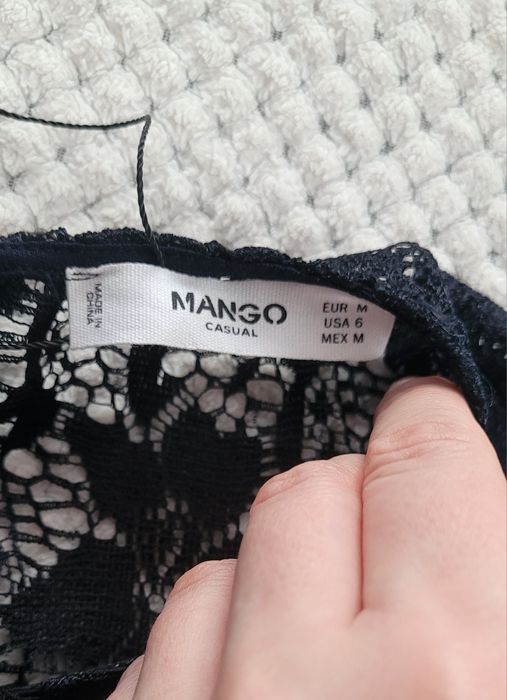 MADE IN
CHINA
MANGO
CASUAL
EUR M
USA 6
MEX M